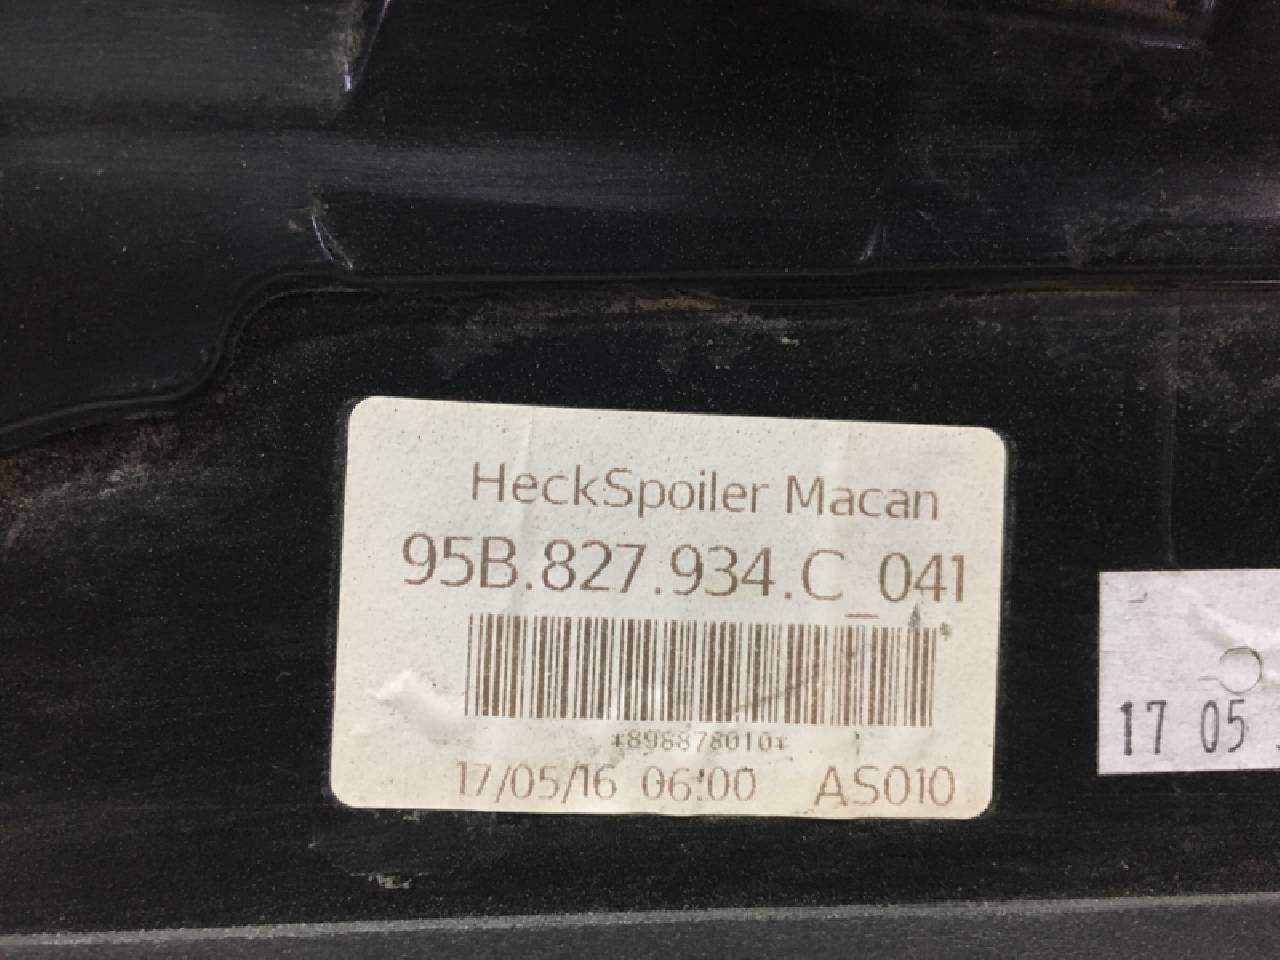 HeckSpoiler Macan
95B.827.934.C_041
*898878010*
17/05/16 06:00 AS010
17 05